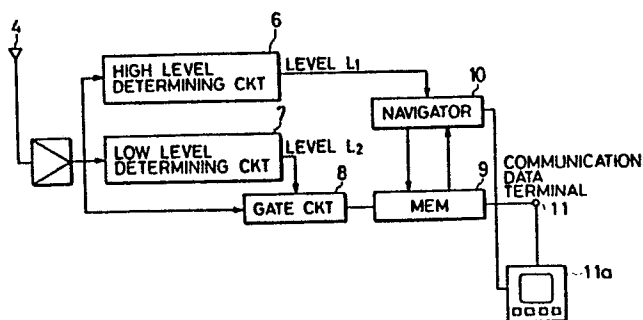 4
6
HIGH LEVEL
DETERMINING CKT
LEVEL L1
10
NAVIGATOR
7
LOW LEVEL
DETERMINING CKT
LEVEL L2
8
GATE CKT
9
MEM
COMMUNICATION
DATA
TERMINAL
11
11a